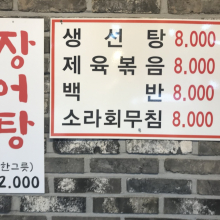 장
어
탕
한그릇)
2.000
생선탕 8.000
제육볶음 8.000
백반 8.000
소라회무침 8.000